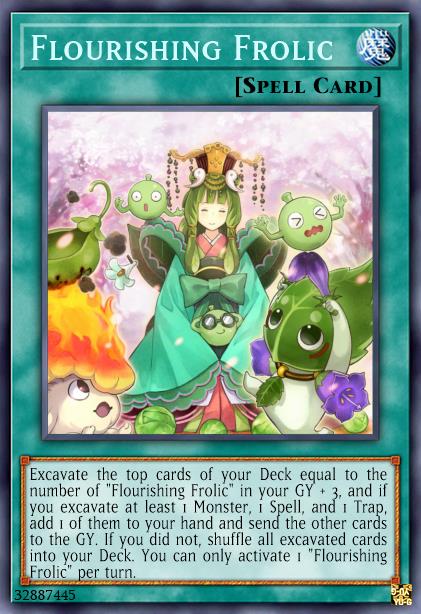 FLOURISHING FROLIC
[SPELL CARD]
Excavate the top cards of your Deck equal to the
number of "Flourishing Frolic" in your GY + 3, and if
you excavate at least 1 Monster, 1 Spell, and 1 Trap,
add 1 of them to your hand and send the other cards
to the GY. If you did not, shuffle all excavated cards
into your Deck. You can only activate 1 "Flourishing
Frolic" per turn.
32887445